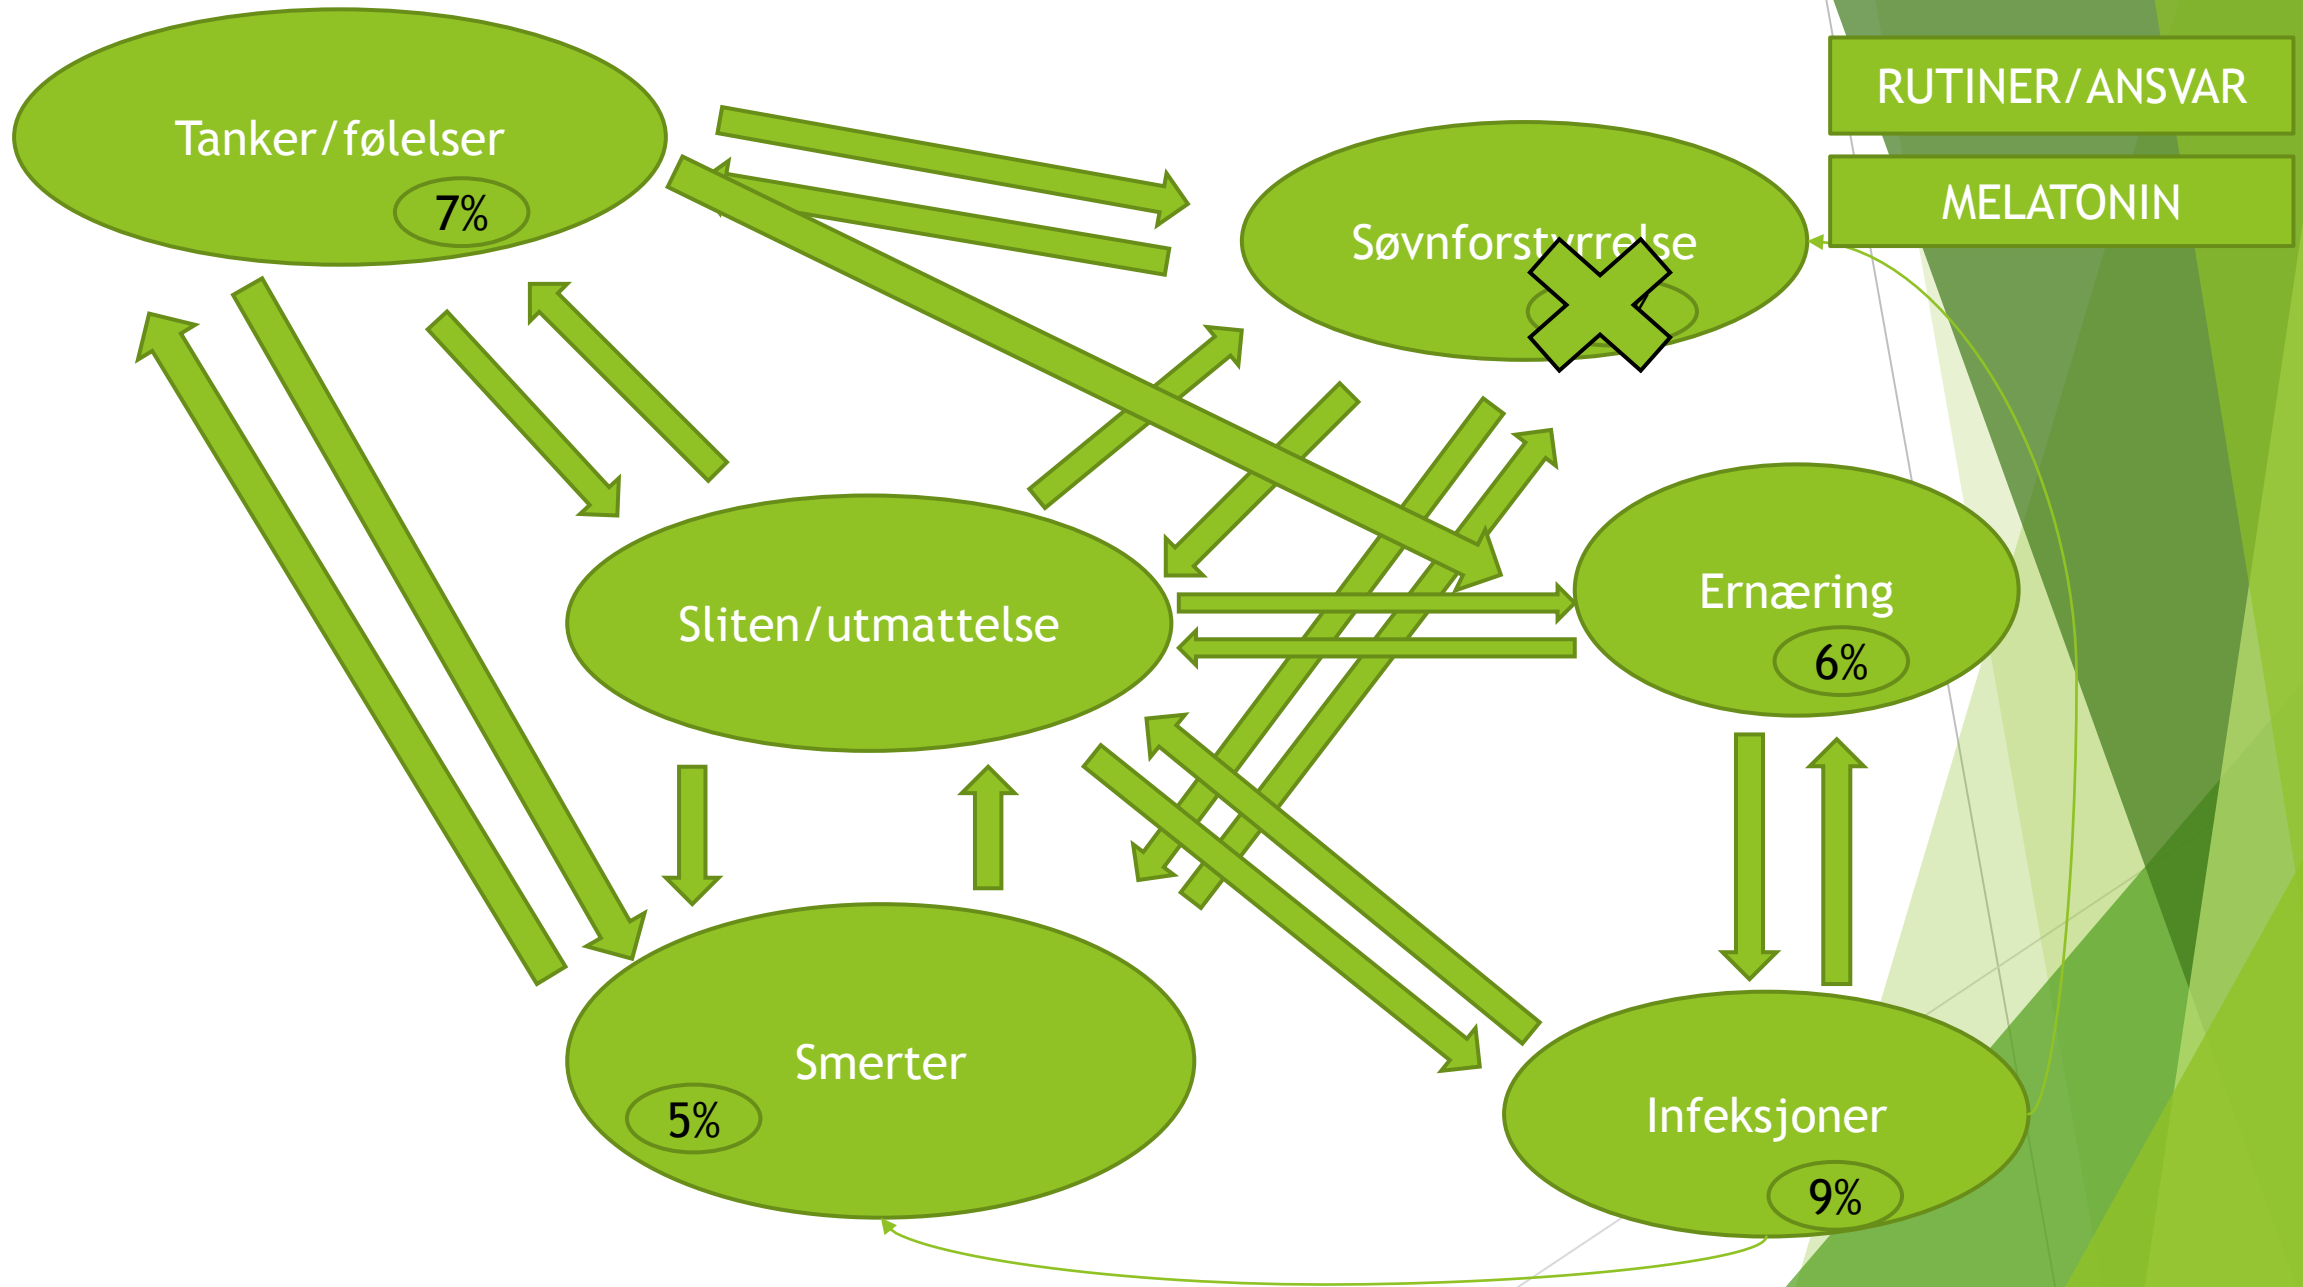 Tanker/følelser
7%
RUTINER/ANSVAR
MELATONIN
Søvnforstyrrelse
Sliten/utmattelse
Ernæring
6%
Smerter
5%
Infeksjoner
9%